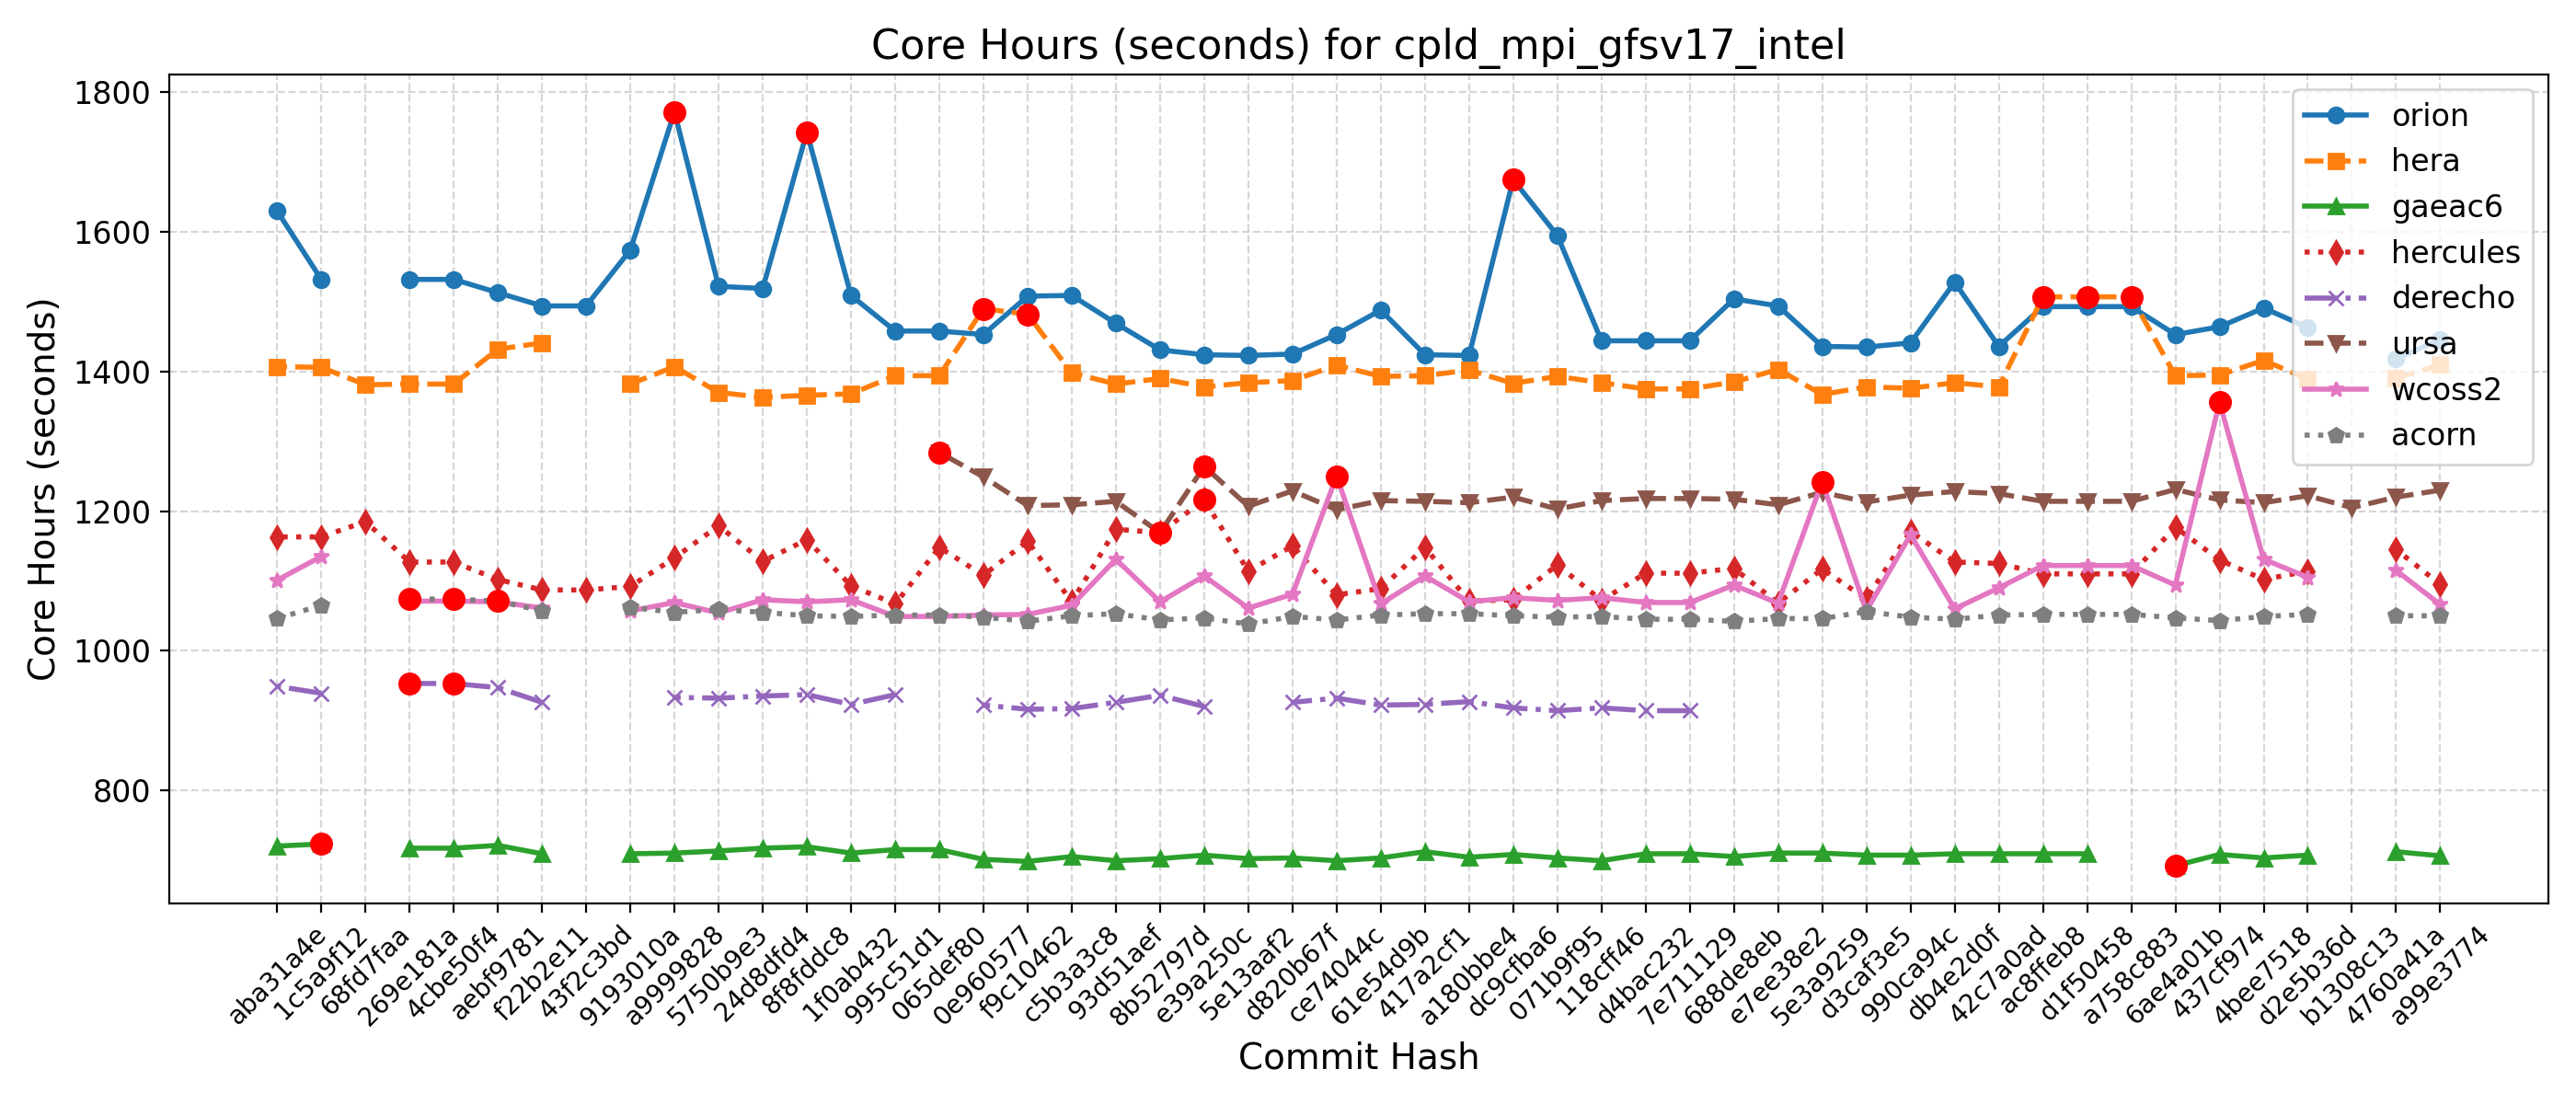 Core Hours (seconds) for cpld_mpi_gfsv17_intel
Core Hours (seconds)
1800
1600
1400
1200
1000
800
orion
hera
gaeac6
hercules
derecho
ursa
wcoss2
acorn
aba31a4e
1c5a9f12
68fd7faa
269e181a
4cbe50f4
aebf9781
f22b2e11
43f2c3bd
9193010a
a9999828
5750b9e3
24d8dfd4
8f8fddc8
1f0ab432
995c51d1
065def80
0e960577
f9c10462
c5b3a3c8
93d51aef
8b52797d
e39a250c
5e13aaf2
d820b67f
ce74044c
61e54d9b
417a2cf1
a180bbe4
dc9cfba6
071b9f95
118cff46
d4bac232
7e711129
688de8eb
e7ee38e2
5e3a9259
d3caf3e5
990ca94c
db4e2d0f
42c7a0ad
ac8ffeb8
d1f50458
a758c883
6ae4a01b
437cf974
4bee7518
d2e5b36d
b1308c13
4760a41a
a99e3774
Commit Hash